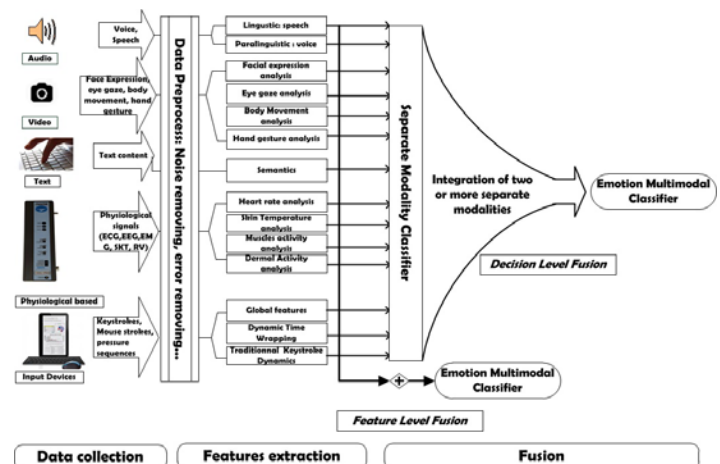 Audio
Video
Text
Physiological based
Input Devices
Voice,
Speech
Face Expression,
eye gaze, body
movement, hand
gesture
Text content
Physiological
signals
(ECG,EEG,EM
G, SKT, RV)
Keystrokes,
Mouse strokes,
pressure
sequences
Data Preprocess: Noise removing, error removing...
Lingustic: speech
Paralinguistic : voice
Facial expression
analysis
Eye gaze analysis
Body Movement
analysis
Hand gesture analysis
Semantics
Heart rate analysis
Skin Temperature
analysis
Muscles activity
analysis
Dermal Activity
analysis
Global features
Dynamic Time
Wrapping
Traditionnal Keystroke
Dynamics
Separate Modality Classifier
Integration of two
or more separate
modalities
Emotion Multimodal
Classifier
Decision Level Fusion
Emotion Multimodal
Classifier
Feature Level Fusion
Data collection
Features extraction
Fusion